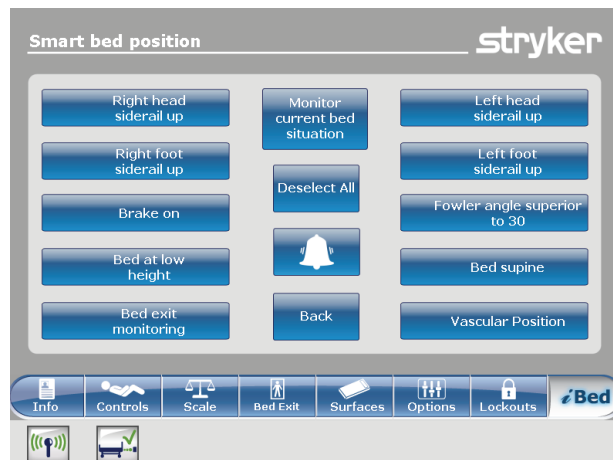 Smart bed position
stryker
Right head
siderail up
Monitor
current bed
situation
Left head
siderail up
Right foot
siderail up
Deselect All
Left foot
siderail up
Brake on
Fowler angle superior
to 30
Bed at low
height
Bed supine
Bed exit
monitoring
Back
Vascular Position
Info
Controls
Scale
Bed Exit
Surfaces
Options
Lockouts
iBed